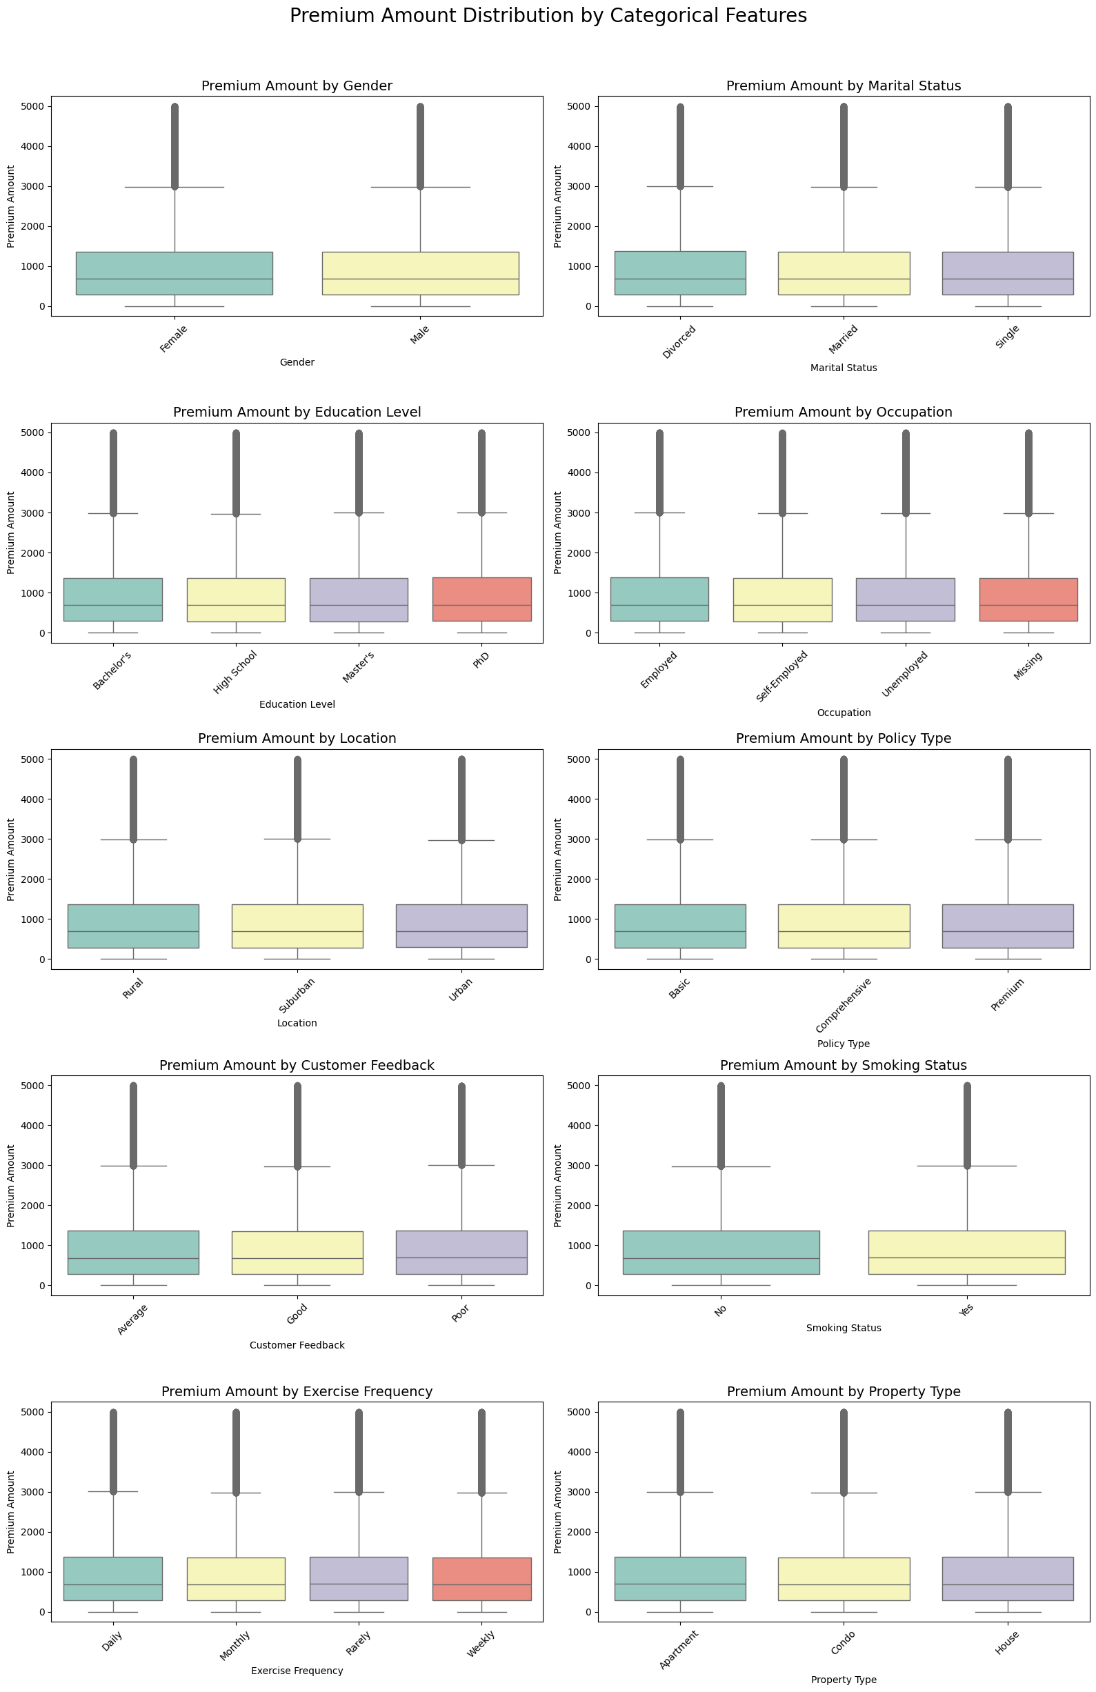 Premium Amount Distribution by Categorical Features
Premium Amount by Gender
Premium Amount
5000
4000
3000
2000
1000
0
Female
Male
Gender
Premium Amount by Marital Status
Premium Amount
5000
4000
3000
2000
1000
0
Divorced
Married
Single
Marital Status
Premium Amount by Education Level
Premium Amount
5000
4000
3000
2000
1000
0
Bachelor's
High School
Master's
PhD
Education Level
Premium Amount by Occupation
Premium Amount
5000
4000
3000
2000
1000
0
Employed
Self-Employed
Unemployed
Missing
Occupation
Premium Amount by Location
Premium Amount
5000
4000
3000
2000
1000
0
Rural
Suburban
Urban
Location
Premium Amount by Policy Type
Premium Amount
5000
4000
3000
2000
1000
0
Basic
Comprehensive
Premium
Policy Type
Premium Amount by Customer Feedback
Premium Amount
5000
4000
3000
2000
1000
0
Average
Good
Poor
Customer Feedback
Premium Amount by Smoking Status
Premium Amount
5000
4000
3000
2000
1000
0
No
Yes
Smoking Status
Premium Amount by Exercise Frequency
Premium Amount
5000
4000
3000
2000
1000
0
Daily
Monthly
Rarely
Weekly
Exercise Frequency
Premium Amount by Property Type
Premium Amount
5000
4000
3000
2000
1000
0
Apartment
Condo
House
Property Type